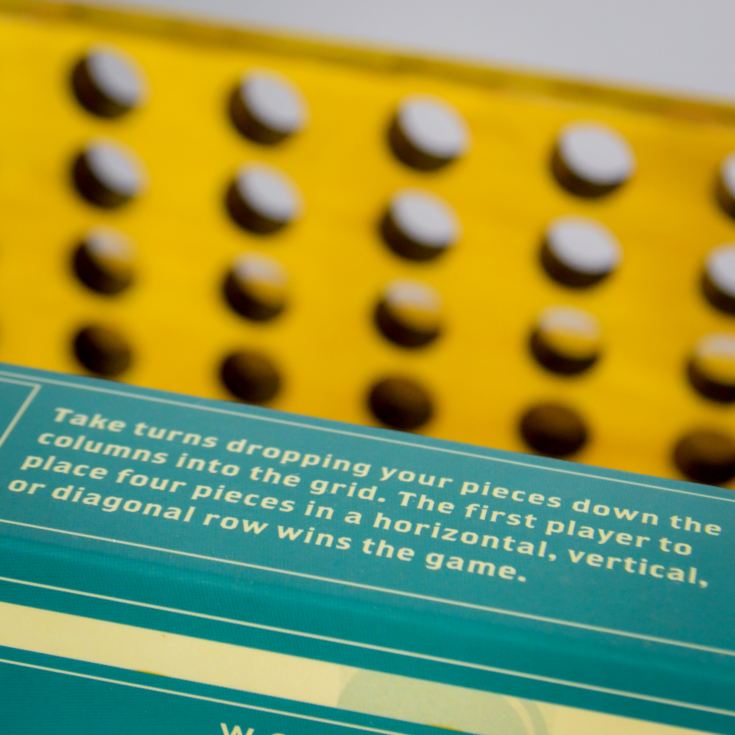 Take turns dropping your pieces down the
columns into the grid. The first player to
place four pieces in a horizontal, vertical,
or diagonal row wins the game.